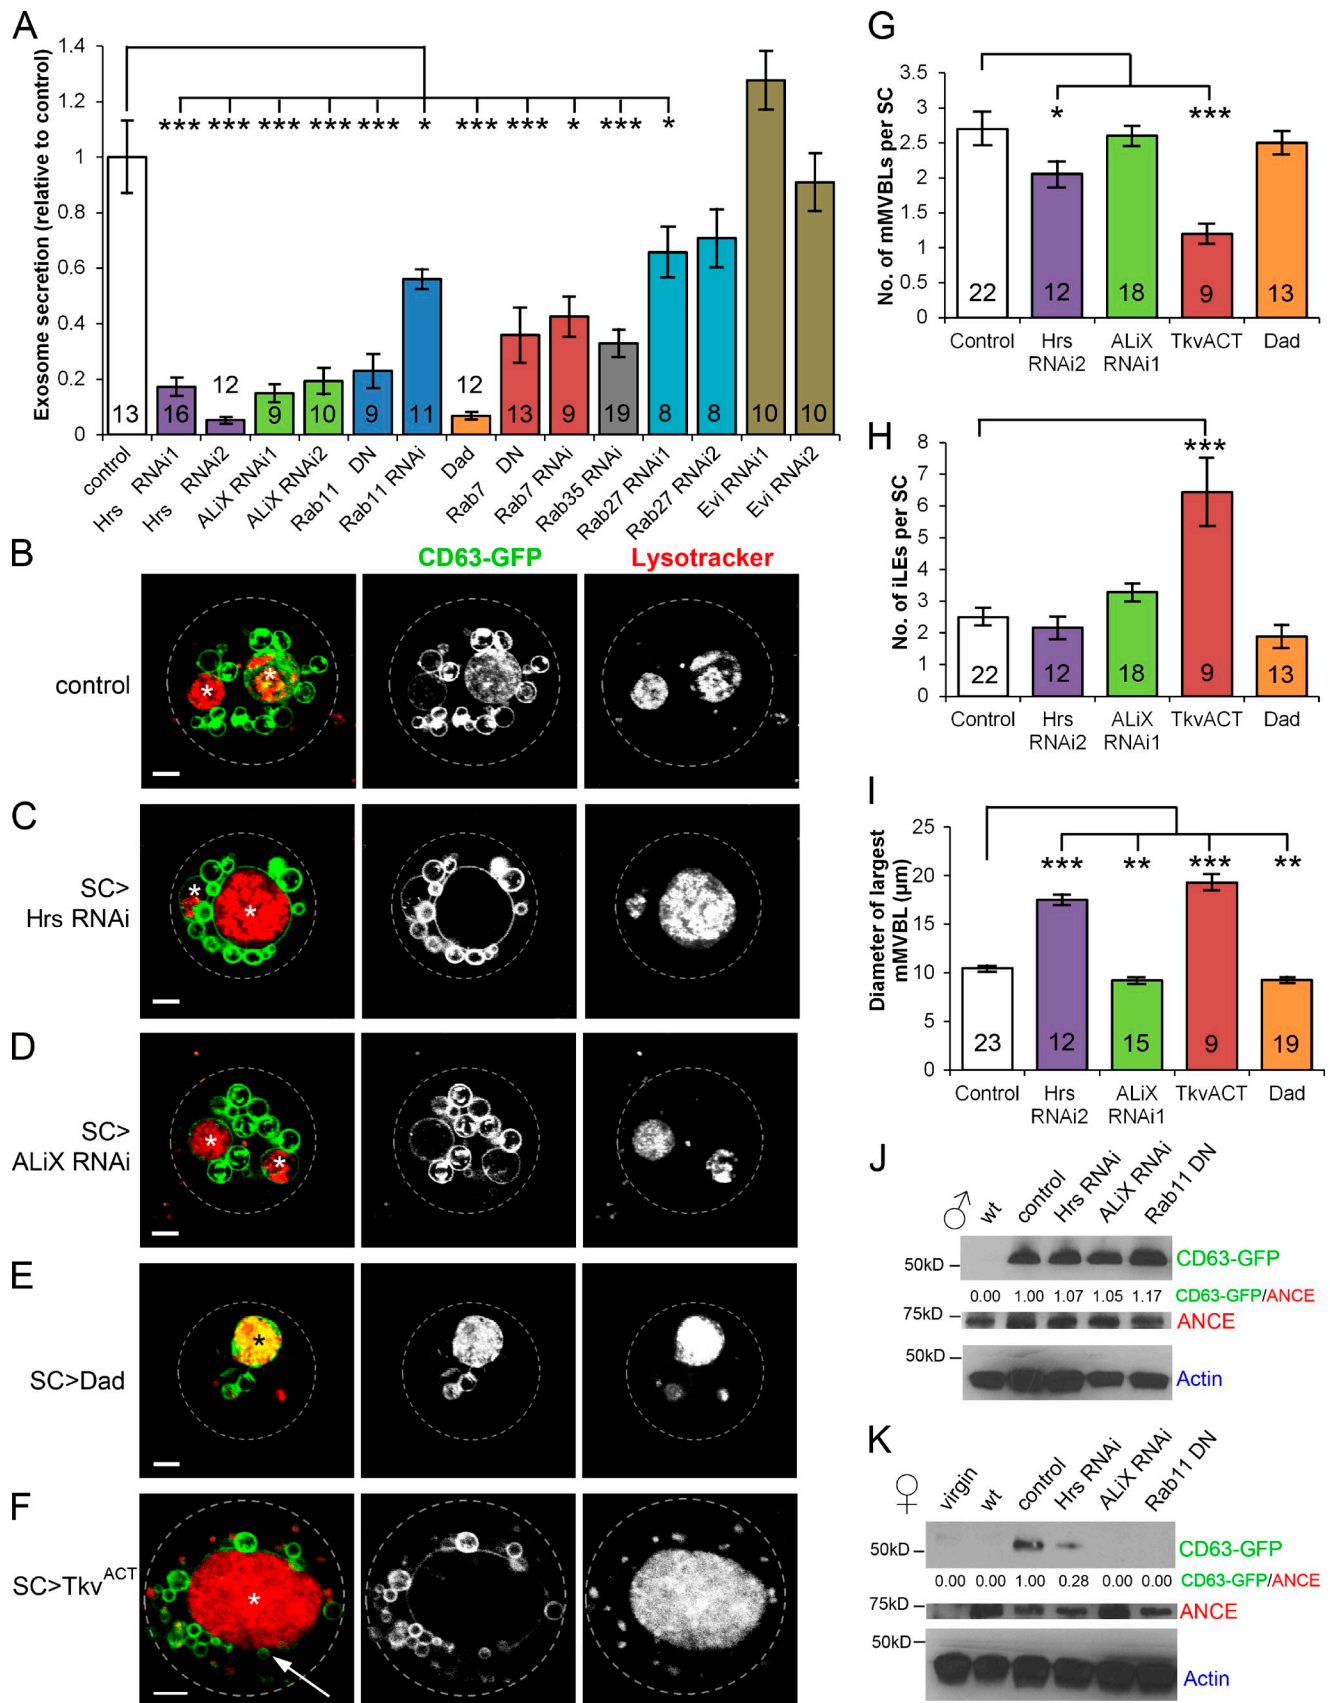 A
Exosome secretion (relative to control)
1.4
1.2
1
0.8
0.6
0.4
0.2
0
*** *** *** *** *** * *** *** * *** *
13 16 12 9 10 9 11 12 13 9 19 8 8 10 10
control
Hrs RNAi1
Hrs RNAi2
ALiX RNAi1
ALiX RNAi2
Rab11 DN
Rab11 RNAi
Dad
Rab7 DN
Rab7 RNAi
Rab35 RNAi
Rab27 RNAi1
Rab27 RNAi2
Evi RNAi1
Evi RNAi2
B
CD63-GFP
Lysotracker
control
*
*
C
SC>
Hrs RNAi
*
*
D
SC>
ALiX RNAi
*
*
E
SC>Dad
*
F
SC>Tkv^ACT
*
G
No. of mMVBLs per SC
3.5
3
2.5
2
1.5
1
0.5
0
* ***
22 12 18 9 13
Control
Hrs
RNAi2
ALiX
RNAi1
TkvACT
Dad
H
No. of iLEs per SC
8
7
6
5
4
3
2
1
0
***
22 12 18 9 13
Control
Hrs
RNAi2
ALiX
RNAi1
TkvACT
Dad
I
Diameter of largest
mMVBL (µm)
25
20
15
10
5
0
*** ** *** **
23 12 15 9 19
Control
Hrs
RNAi2
ALiX
RNAi1
TkvACT
Dad
J
♂
wt
control
Hrs RNAi
ALiX RNAi
Rab11 DN
50kD
CD63-GFP
0.00 1.00 1.07 1.05 1.17 CD63-GFP/ANCE
75kD
ANCE
50kD
Actin
K
♀
virgin
wt
control
Hrs RNAi
ALiX RNAi
Rab11 DN
50kD
CD63-GFP
0.00 0.00 1.00 0.28 0.00 0.00 CD63-GFP/ANCE
75kD
ANCE
50kD
Actin